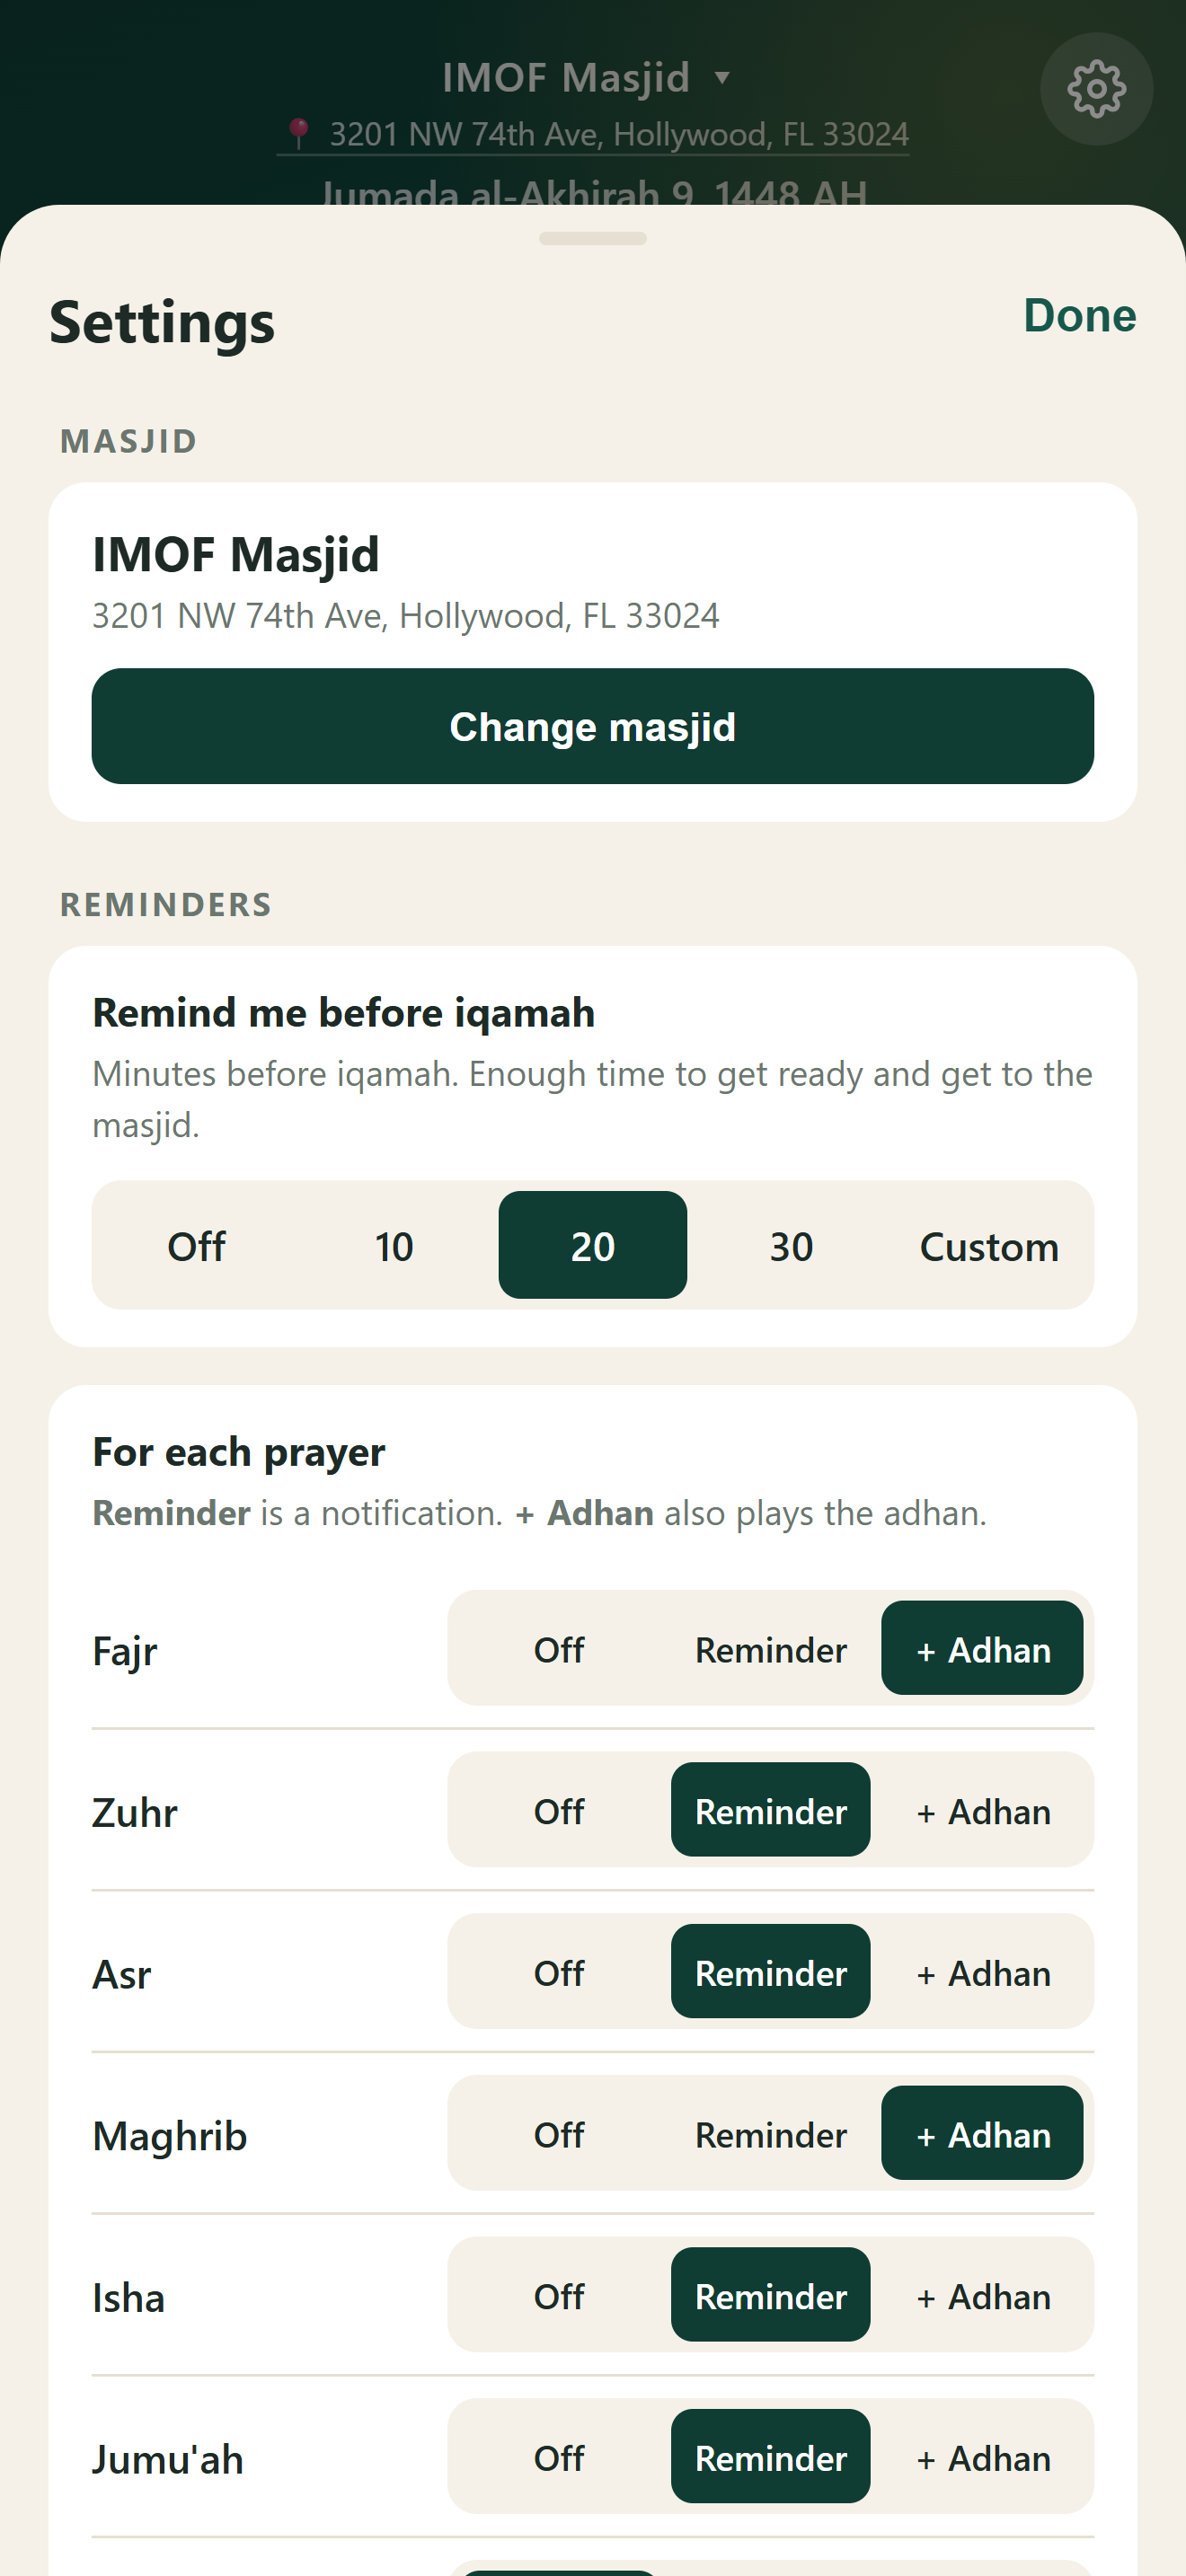 IMOF Masjid ▼
3201 NW 74th Ave, Hollywood, FL 33024
Jumada al-Akhirah 9, 1448 AH
Settings
Done
MASJID
IMOF Masjid
3201 NW 74th Ave, Hollywood, FL 33024
Change masjid
REMINDERS
Remind me before iqamah
Minutes before iqamah. Enough time to get ready and get to the
masjid.
Off 10 20 30 Custom
For each prayer
Reminder is a notification. + Adhan also plays the adhan.
Fajr Off Reminder + Adhan
Zuhr Off Reminder + Adhan
Asr Off Reminder + Adhan
Maghrib Off Reminder + Adhan
Isha Off Reminder + Adhan
Jumu'ah Off Reminder + Adhan